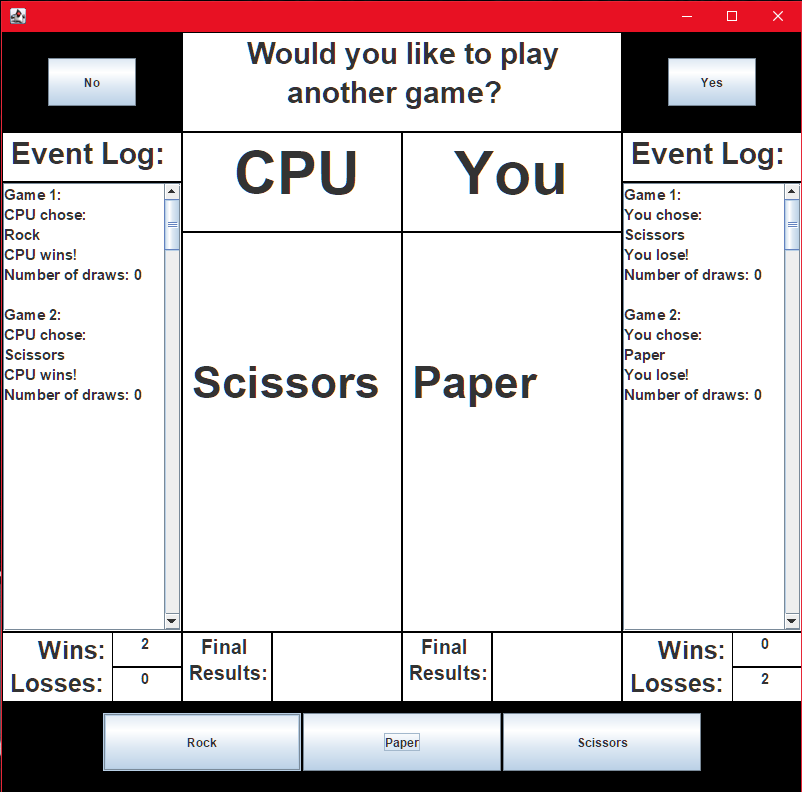 No
Would you like to play
another game?
Yes
Event Log:
CPU
You
Event Log:
Game 1:
CPU chose:
Rock
CPU wins!
Number of draws: 0
Game 2:
CPU chose:
Scissors
CPU wins!
Number of draws: 0
Scissors
Paper
Game 1:
You chose:
Scissors
You lose!
Number of draws: 0
Game 2:
You chose:
Paper
You lose!
Number of draws: 0
Wins: 2
Losses: 0
Final
Results:
Final
Results:
Wins: 0
Losses: 2
Rock
Paper
Scissors